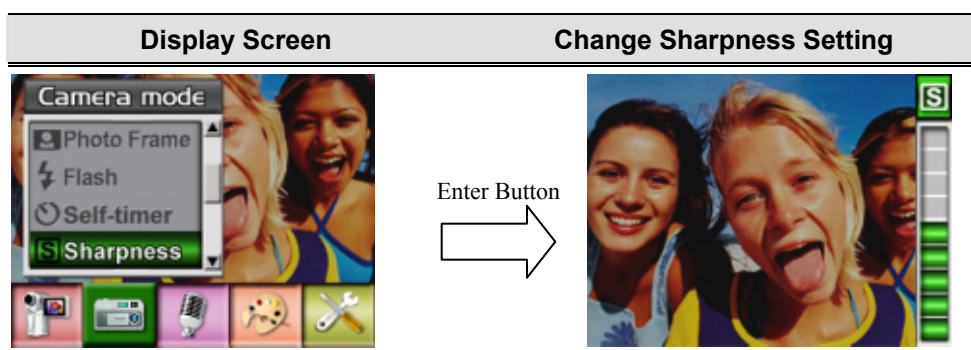 Display Screen
Change Sharpness Setting
Camera mode
Photo Frame
Flash
Self-timer
S Sharpness
Enter Button
S